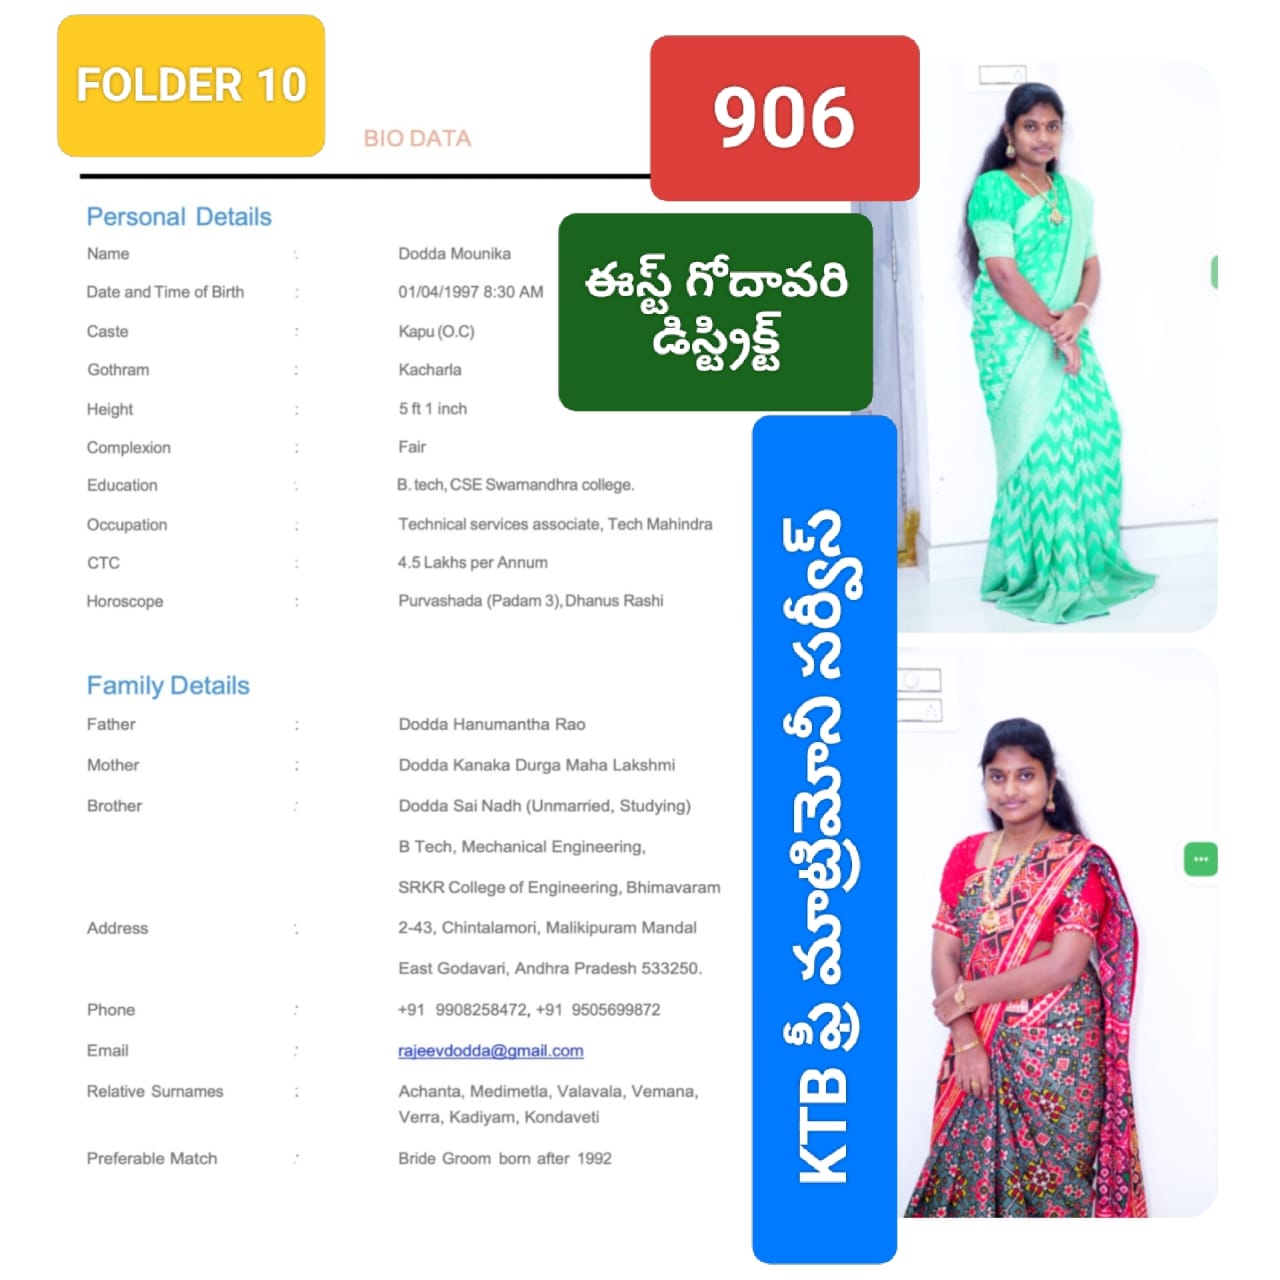 FOLDER 10
906
BIO DATA
ఈస్ట్ గోదావరి
డిస్ట్రిక్ట్
KTB ఫ్రీ మాట్రిమోనీ సర్వీస్
Personal Details
Name : Dodda Mounika
Date and Time of Birth : 01/04/1997 8:30 AM
Caste : Kapu (O.C)
Gothram : Kacharla
Height : 5 ft 1 inch
Complexion : Fair
Education : B. tech, CSE Swarnandhra college.
Occupation : Technical services associate, Tech Mahindra
CTC : 4.5 Lakhs per Annum
Horoscope : Purvashada (Padam 3), Dhanus Rashi
Family Details
Father : Dodda Hanumantha Rao
Mother : Dodda Kanaka Durga Maha Lakshmi
Brother : Dodda Sai Nadh (Unmarried, Studying)
B Tech, Mechanical Engineering,
SRKR College of Engineering, Bhimavaram
Address : 2-43, Chintalamori, Malikipuram Mandal
East Godavari, Andhra Pradesh 533250.
Phone : +91 9908258472, +91 9505699872
Email : rajeevdodda@gmail.com
Relative Surnames : Achanta, Medimetla, Valavala, Vemana,
Verra, Kadiyam, Kondaveti
Preferable Match : Bride Groom born after 1992